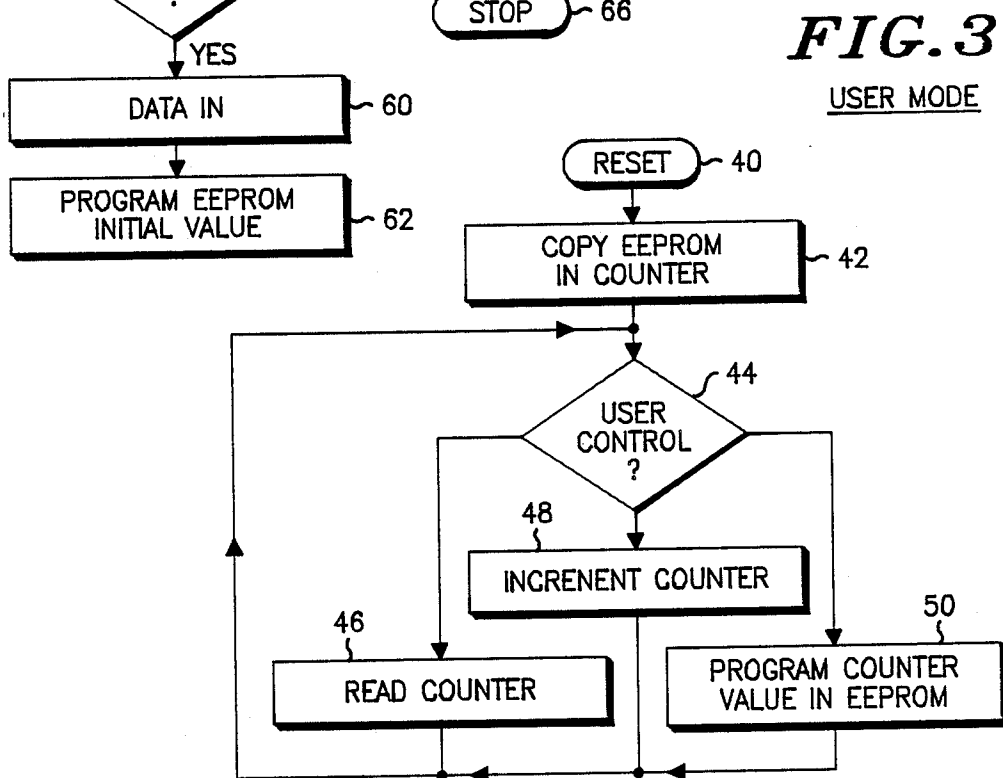 ?
STOP
66
FIG. 3
USER MODE
YES
DATA IN
60
PROGRAM EEPROM
INITIAL VALUE
62
RESET
40
COPY EEPROM
IN COUNTER
42
USER
CONTROL
?
44
48
INCRENENT COUNTER
46
READ COUNTER
50
PROGRAM COUNTER
VALUE IN EEPROM